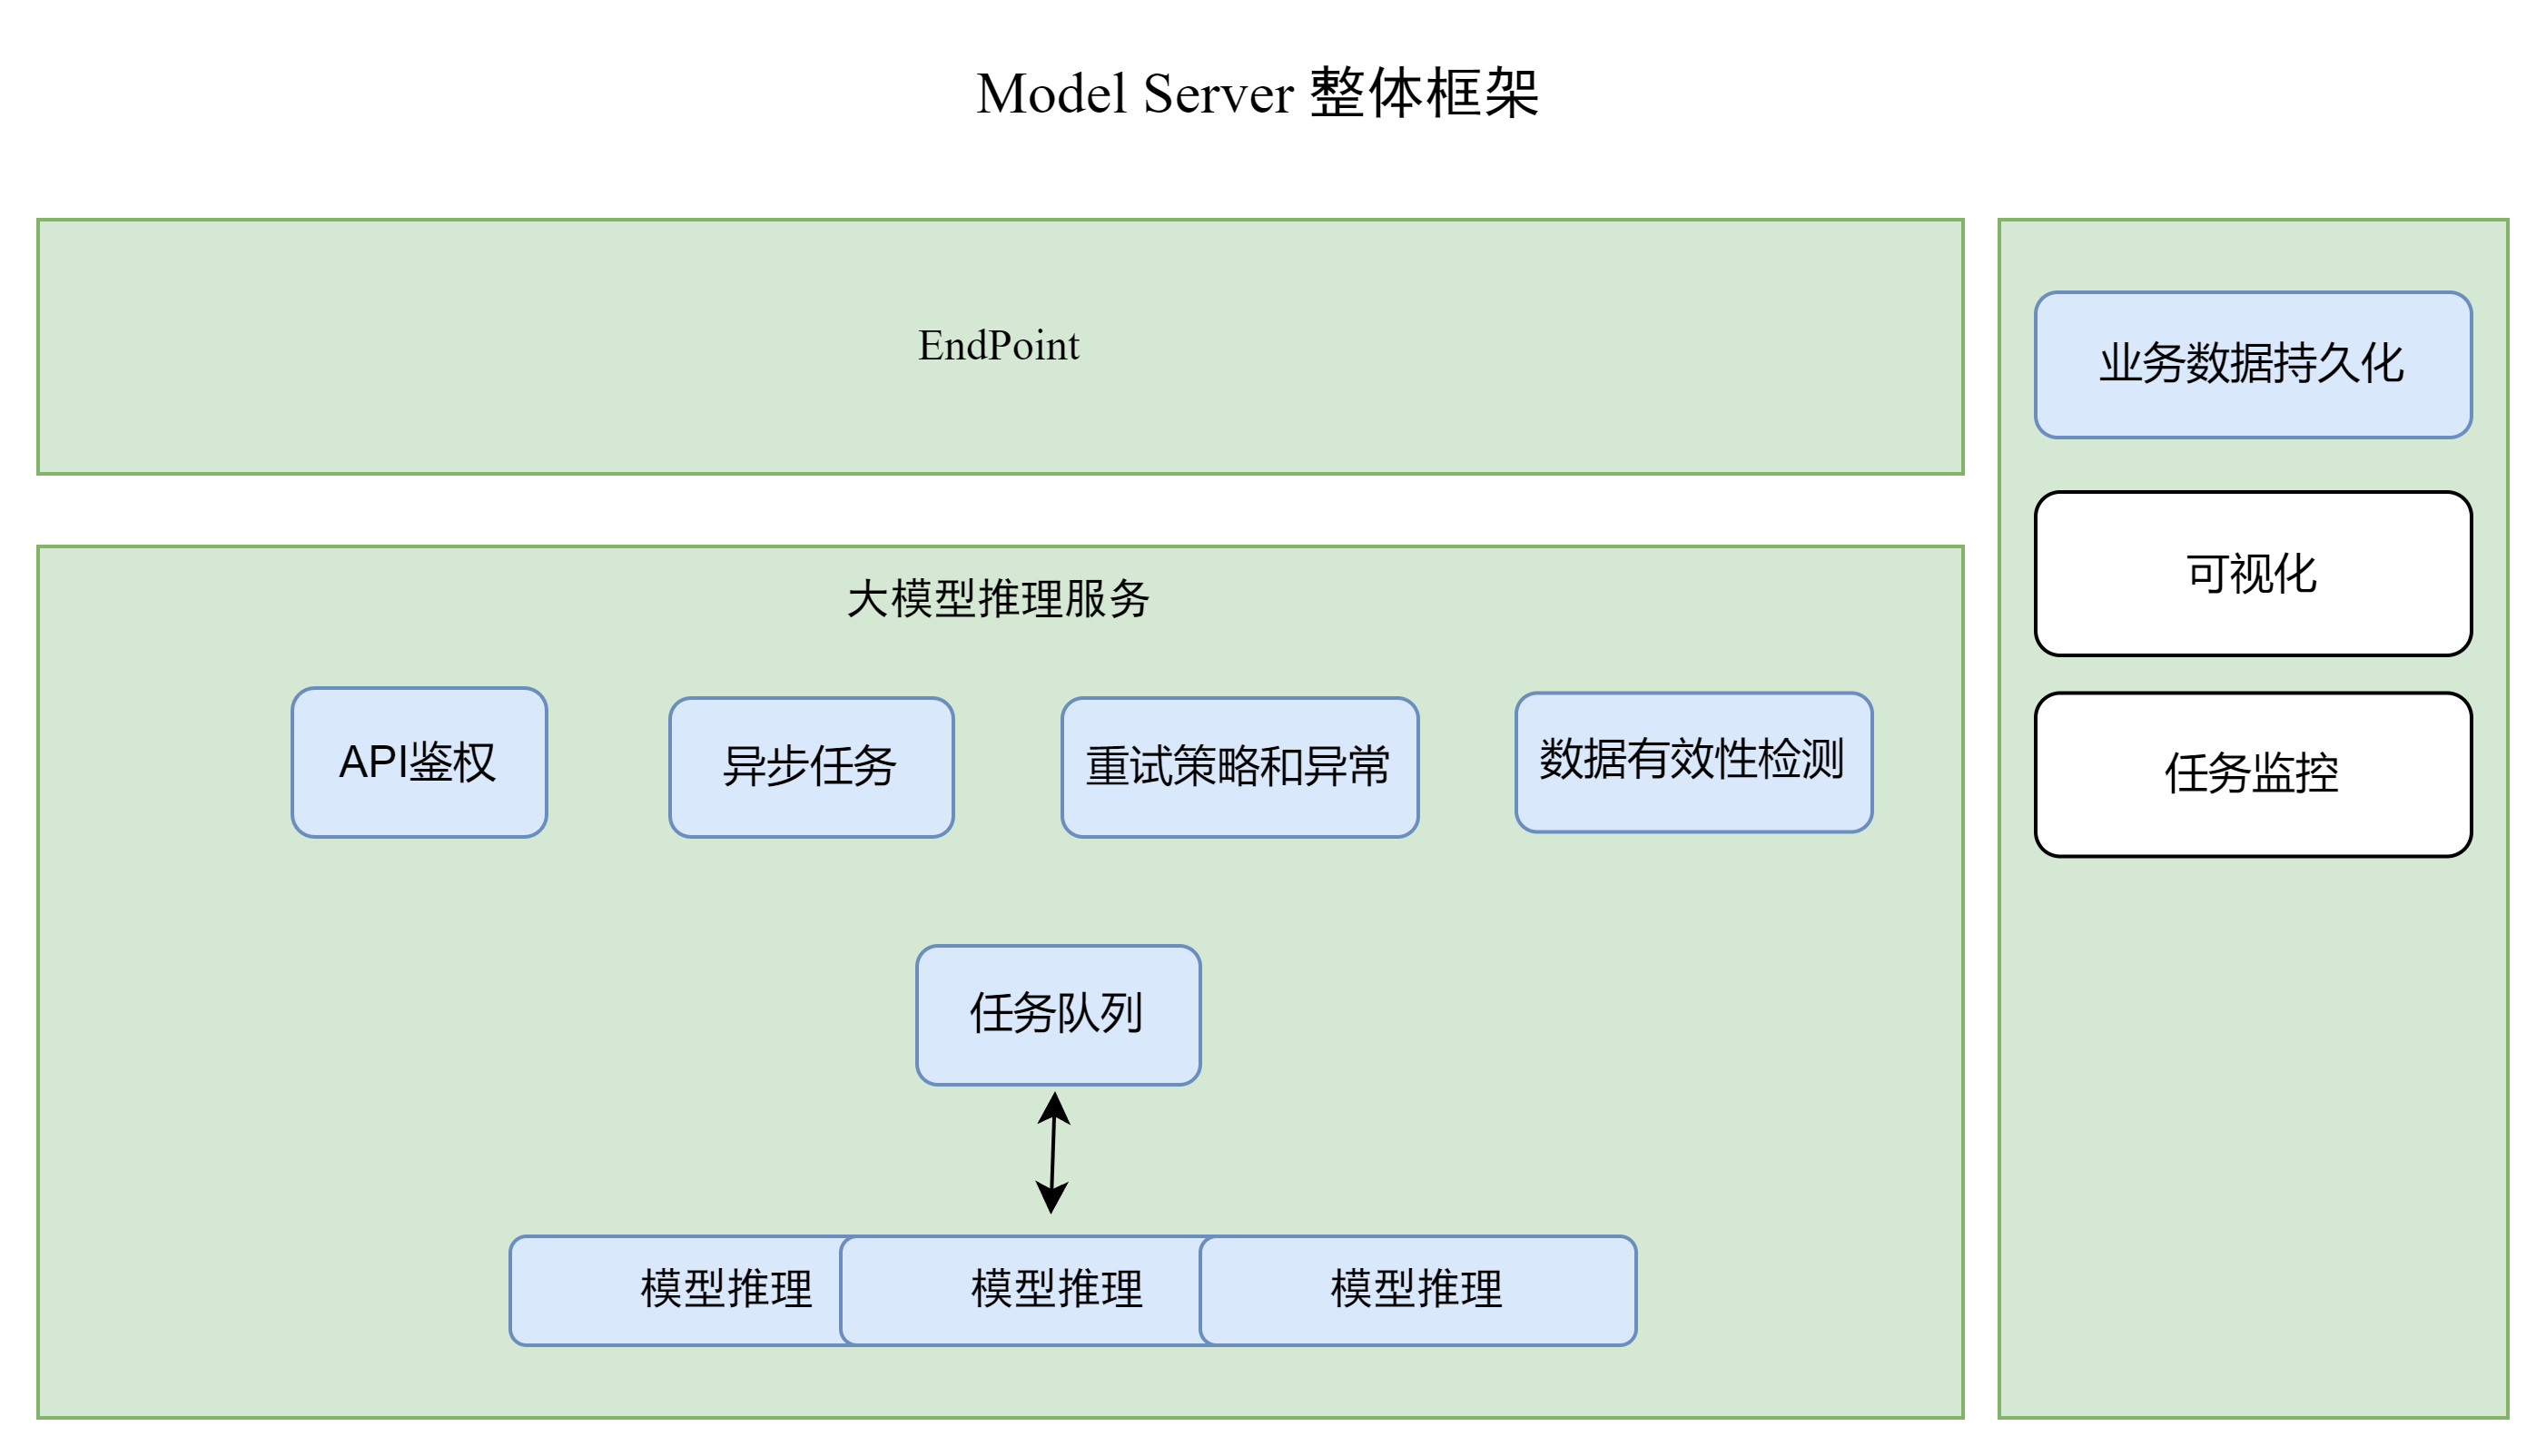 Model Server 整体框架
EndPoint
大模型推理服务
API鉴权
异步任务
重试策略和异常
数据有效性检测
任务队列
模型推理
模型推理
模型推理
业务数据持久化
可视化
任务监控